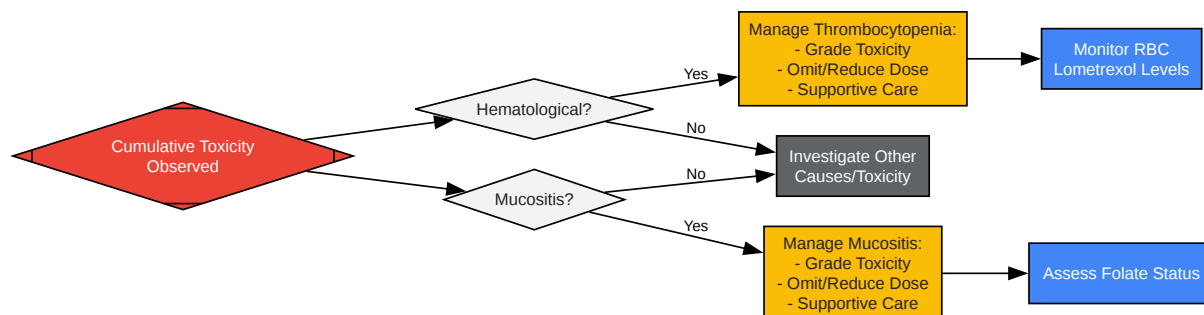 Cumulative Toxicity
Observed
Hematological?
Yes
No
Manage Thrombocytopenia:
- Grade Toxicity
- Omit/Reduce Dose
- Supportive Care
Monitor RBC
Lometrexol Levels
Mucositis?
No
Yes
Investigate Other
Causes/Toxicity
Manage Mucositis:
- Grade Toxicity
- Omit/Reduce Dose
- Supportive Care
Assess Folate Status